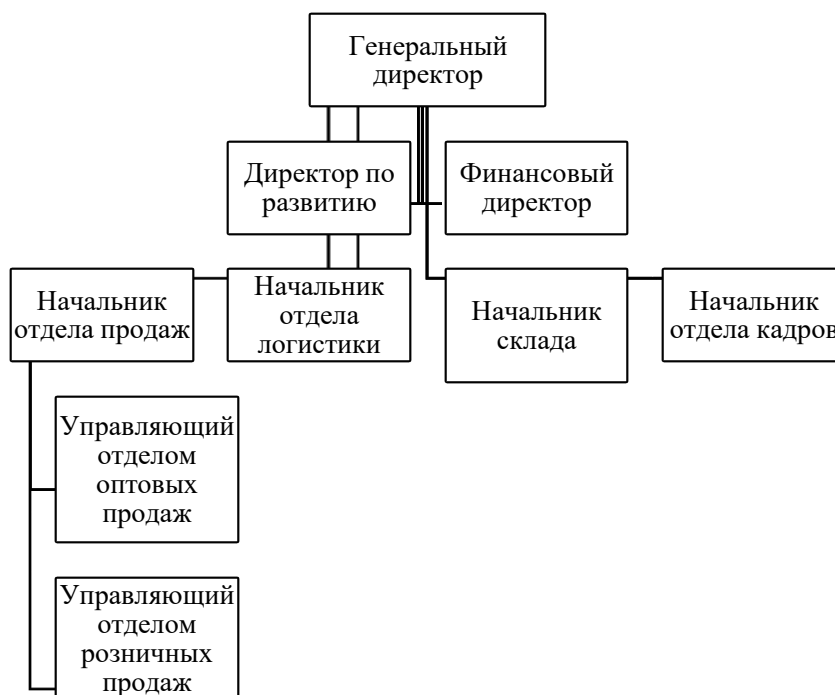 Генеральный
директор
Директор по
развитию
Финансовый
директор
Начальник
отдела продаж
Начальник
отдела
логистики
Начальник
склада
Начальник
отдела кадров
Управляющий
отделом
оптовых
продаж
Управляющий
отделом
розничных
продаж